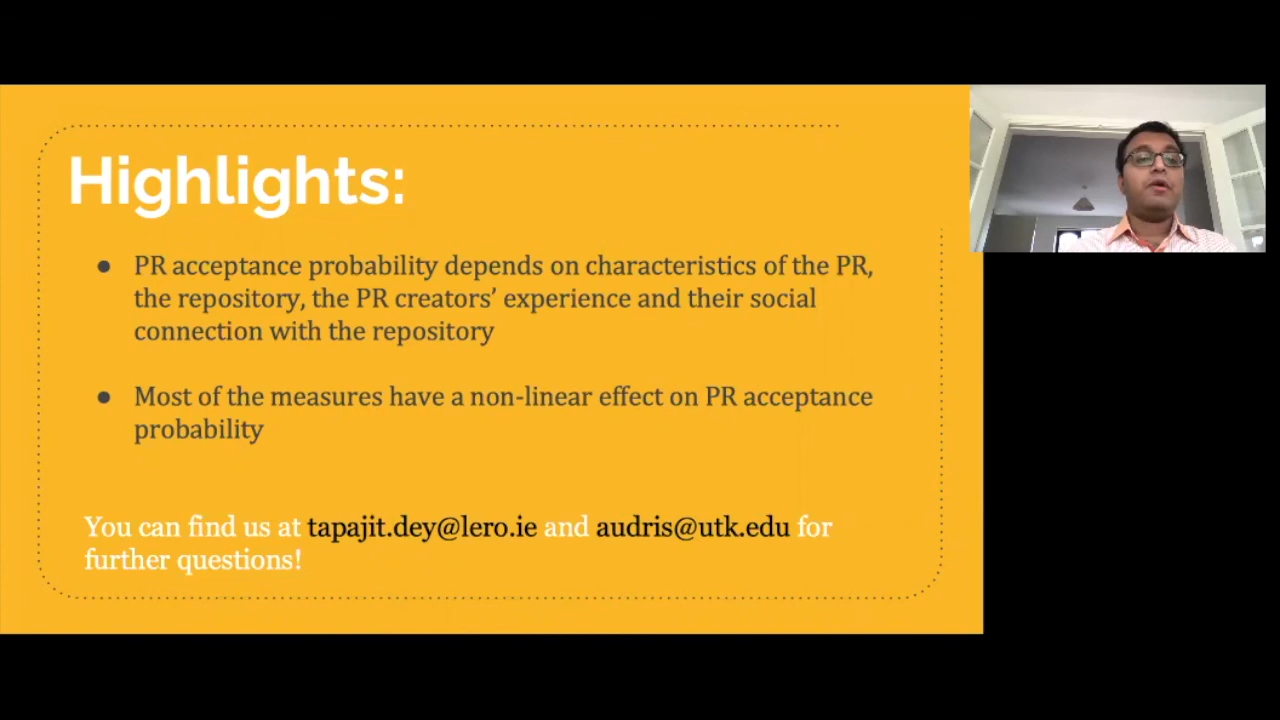 Highlights:
● PR acceptance probability depends on characteristics of the PR,
the repository, the PR creators’ experience and their social
connection with the repository
● Most of the measures have a non-linear effect on PR acceptance
probability
You can find us at tapajit.dey@lero.ie and audris@utk.edu for
further questions!